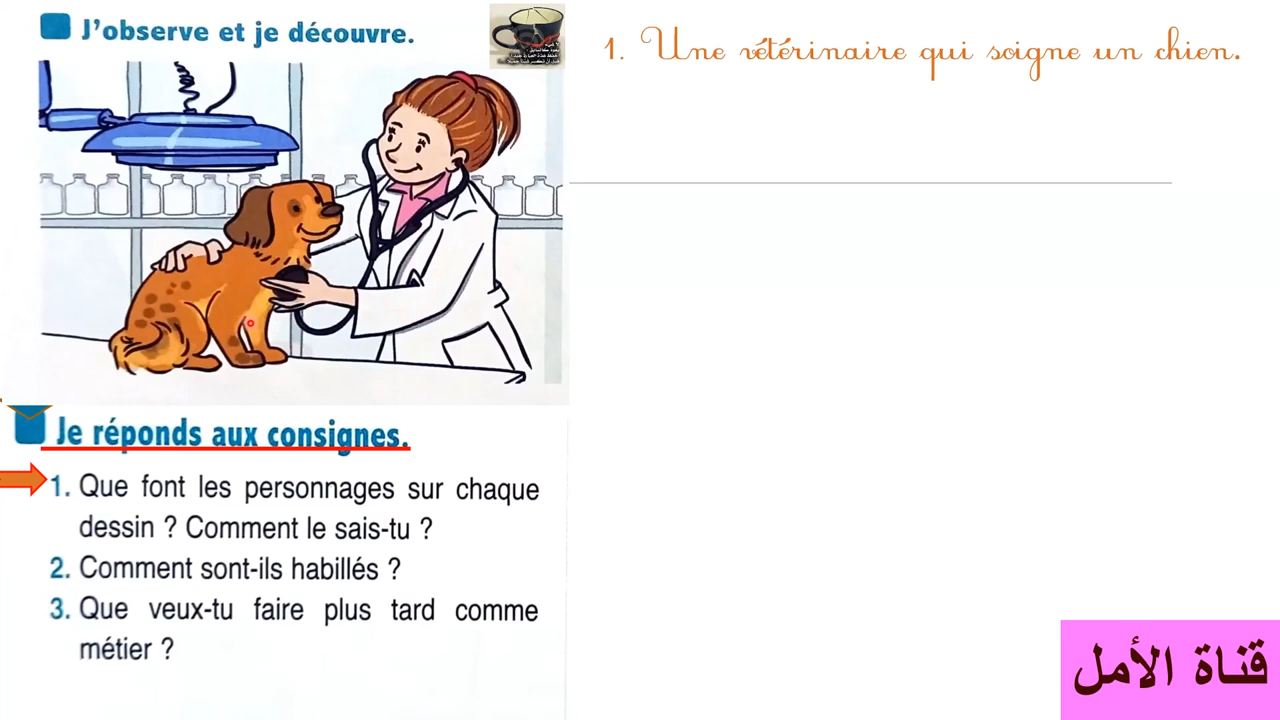 J'observe et je découvre.
1. Une vétérinaire qui soigne un chien.
Je réponds aux consignes.
1. Que font les personnages sur chaque
dessin ? Comment le sais-tu ?
2. Comment sont-ils habillés ?
3. Que veux-tu faire plus tard comme
métier ?
قناة الأمل